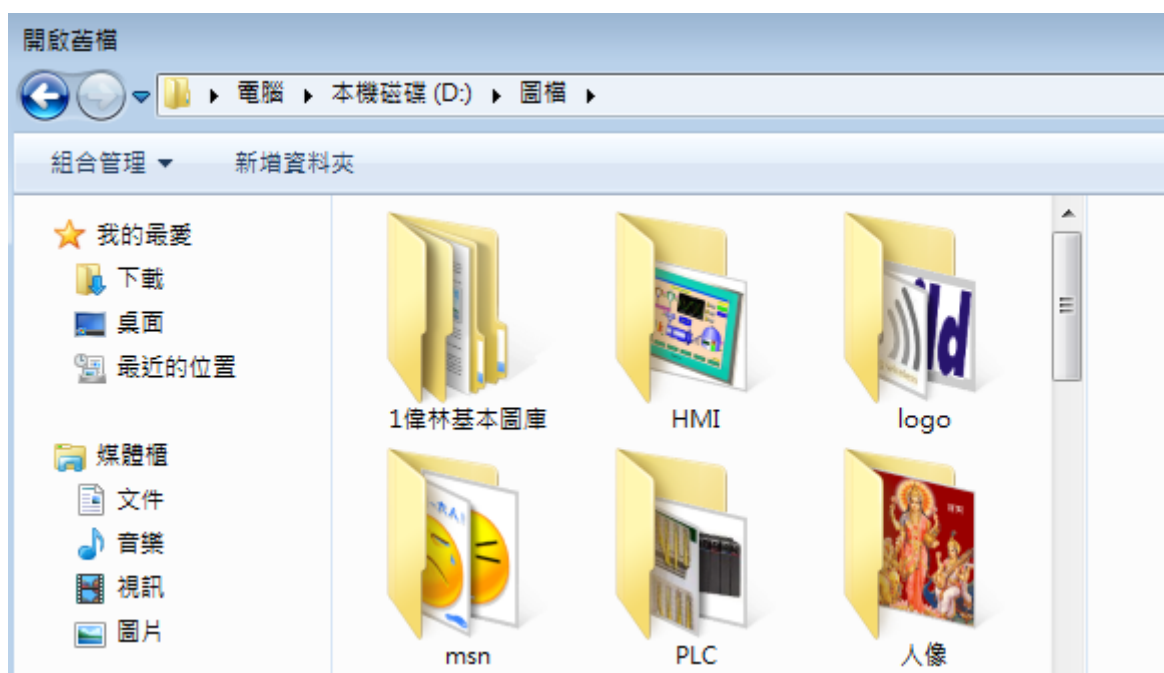 開啟舊檔
電腦 本機磁碟 (D:) 圖檔
組合管理 新增資料夾
我的最愛
下載
桌面
最近的位置
媒體櫃
文件
音樂
視訊
圖片
1偉林基本圖庫
HMI
logo
msn
PLC
人像